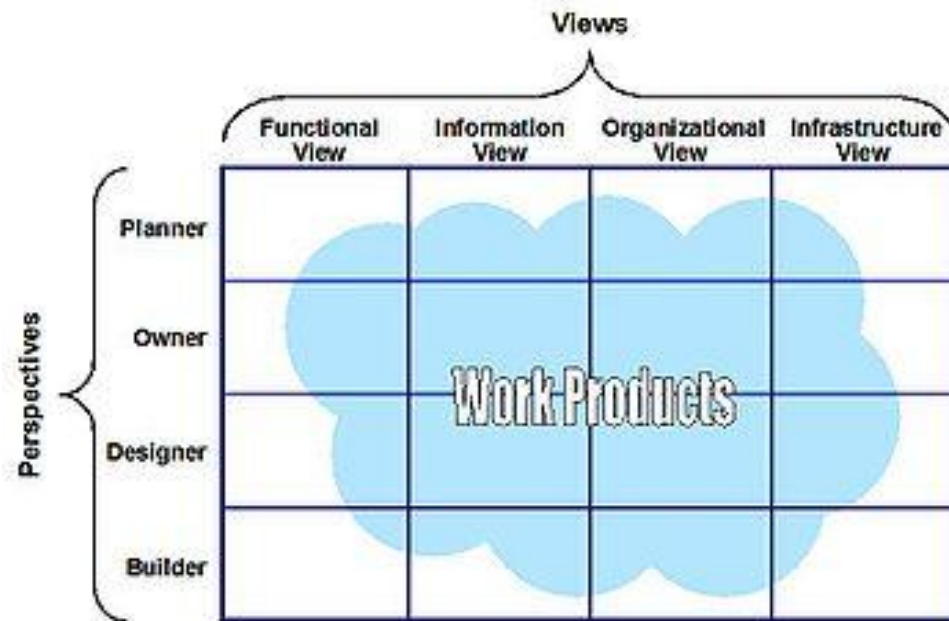 Views
Functional Information Organizational Infrastructure
View View View View
Planner
Owner
Perspectives
Work Products
Designer
Builder